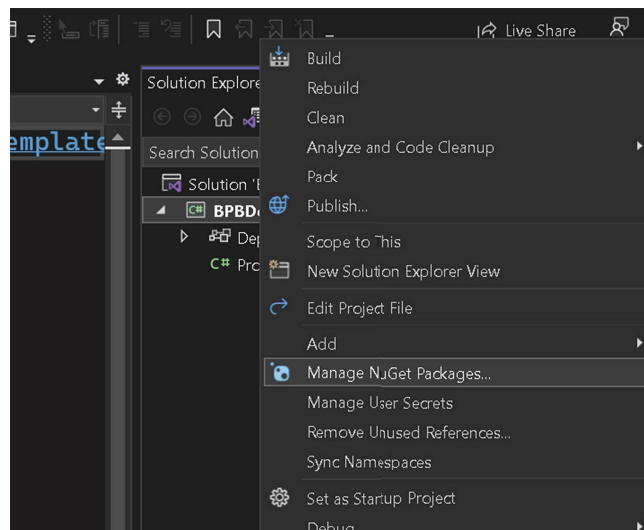 Live Share
Solution Explore
emplate
Search Solution
Solution '
C# BPBD
De
C# Pro
Build
Rebuild
Clean
Analyze and Code Cleanup
Pack
Publish...
Scope to This
New Solution Explorer View
Edit Project File
Add
Manage NuGet Packages...
Manage User Secrets
Remove Unused References...
Sync Namespaces
Set as Startup Project
Debug